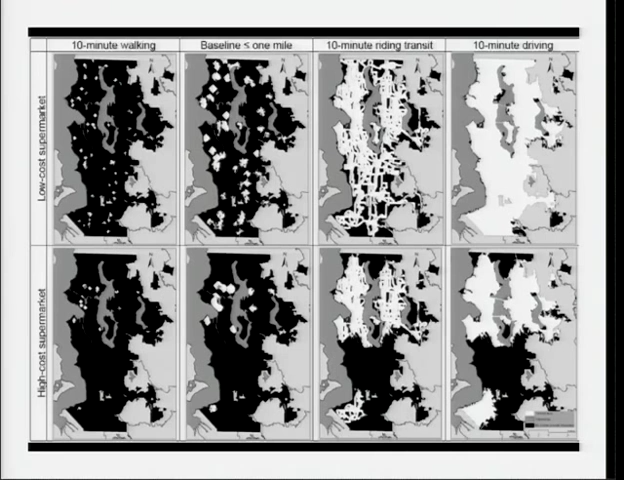 10-minute walking
Baseline ≤ one mile
10-minute riding transit
10-minute driving
Low-cost supermarket
High-cost supermarket